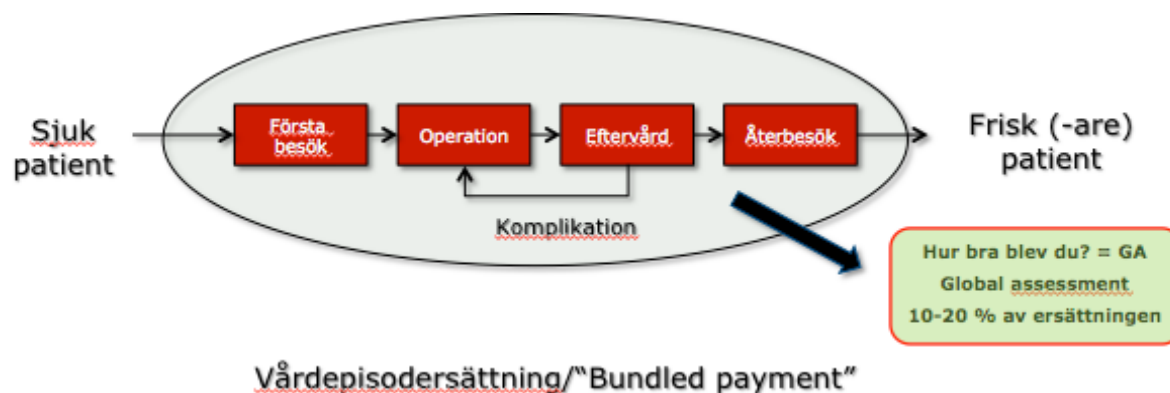 Sjuk
patient
Första
besök
Operation
Eftervård
Återbesök
Frisk (-are)
patient
Komplikation
Hur bra blev du? = GA
Global assessment
10-20 % av ersättningen
Vårdepisodersättning/“Bundled payment”